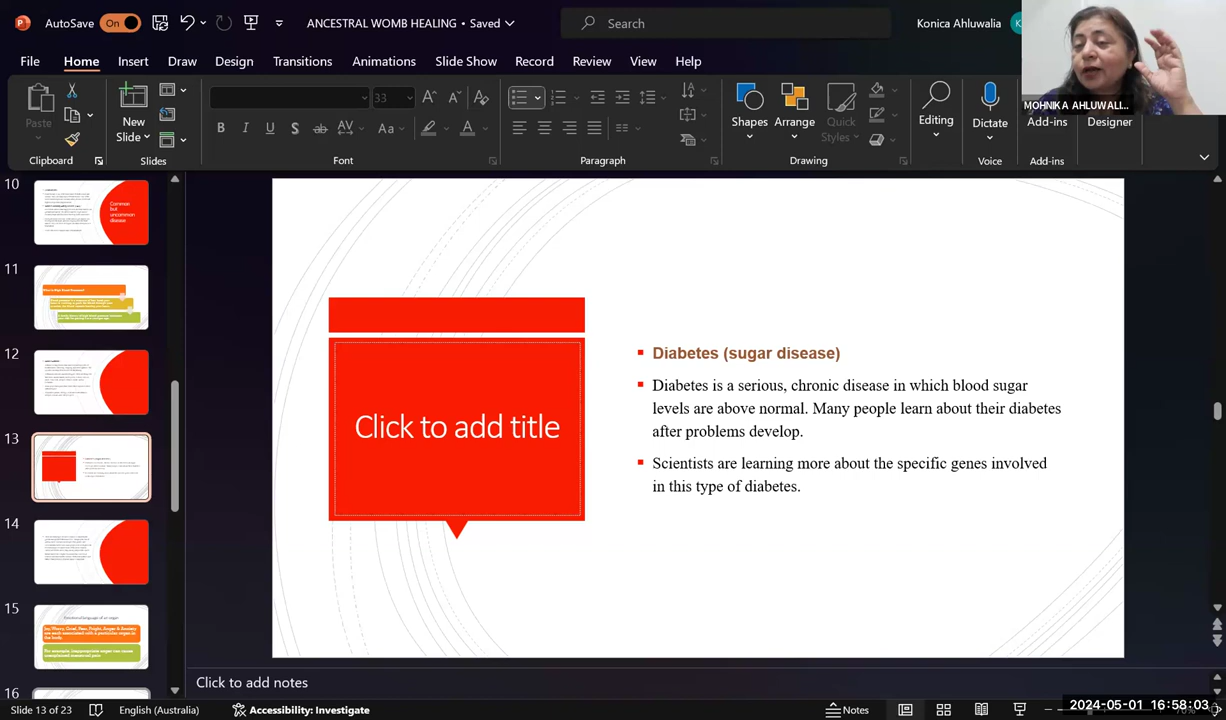 AutoSave On ANCESTRAL WOMB HEALING • Saved Search Konica Ahluwalia
File Home Insert Draw Design Transitions Animations Slide Show Record Review View Help
MOHNIKA AHLUWALI...
33
Paste New Slide Shapes Arrange Quick Styles Editing Dictate Add-ins Designer
Clipboard Slides Font Paragraph Drawing Voice Add-ins
10
Common
but
uncommon
disease
11
12
13
14
15
16
Click to add title
Diabetes (sugar disease)
Diabetes is a serious, chronic disease in which blood sugar
levels are above normal. Many people learn about their diabetes
after problems develop.
Scientists are learning more about the specific genes involved
in this type of diabetes.
Click to add notes
Slide 13 of 23 English (Australia) Accessibility: Investigate Notes
2024-05-01 16:58:03